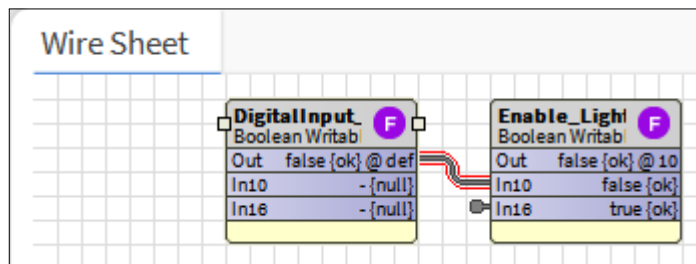 Wire Sheet
DigitalInput_ F
Boolean Writabl
Out false {ok} @ def
In10 - {null}
In16 - {null}
Enable_Light F
Boolean Writabl
Out false {ok} @ 10
In10 false {ok}
In16 true {ok}